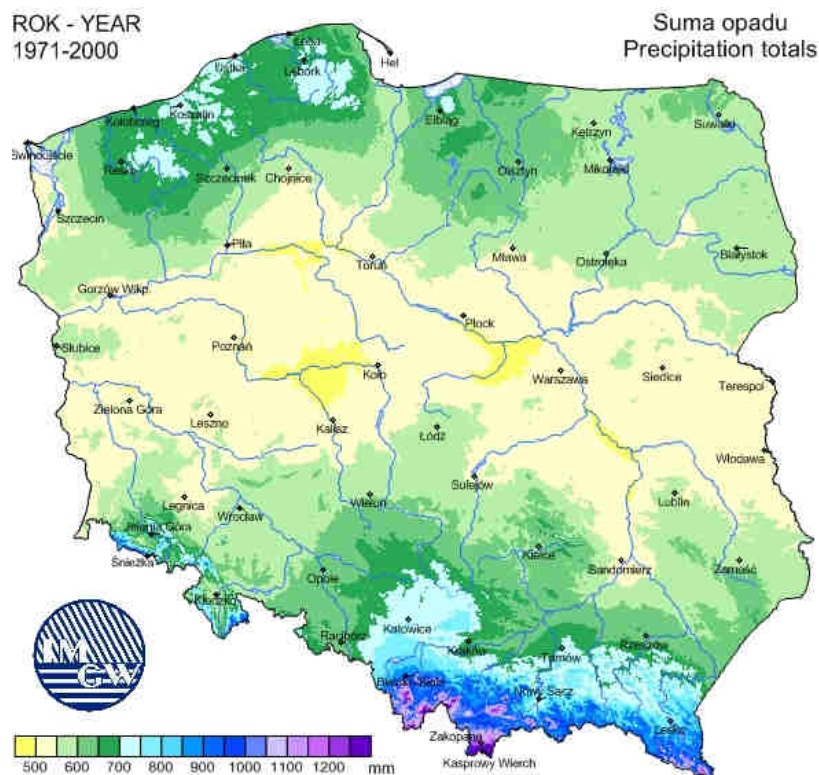 ROK - YEAR
1971-2000
Suma opadu
Precipitation totals
Łeba
Ustka
Lębork
Hel
Kołobrzeg
Koszalin
Elbląg
Kętrzyn
Suwałki
Świnoujście
Resko
Szczecinek
Chojnice
Olsztyn
Mikołajki
Szczecin
Piła
Toruń
Mława
Ostrołęka
Białystok
Gorzów Wlkp.
Płock
Słubice
Poznań
Koło
Warszawa
Siedlce
Terespol
Zielona Góra
Leszno
Kalisz
Łódź
Włodawa
Sulejów
Legnica
Wrocław
Wieluń
Lublin
Jelenia Góra
Śnieżka
Kielce
Opole
Sandomierz
Zamość
Kłodzko
Katowice
Racibórz
Kraków
Tarnów
Rzeszów
IMGW
Bielsko-Biała
Nowy Sącz
Lesko
Zakopane
Kasprowy Wierch
500 600 700 800 900 1000 1100 1200 mm